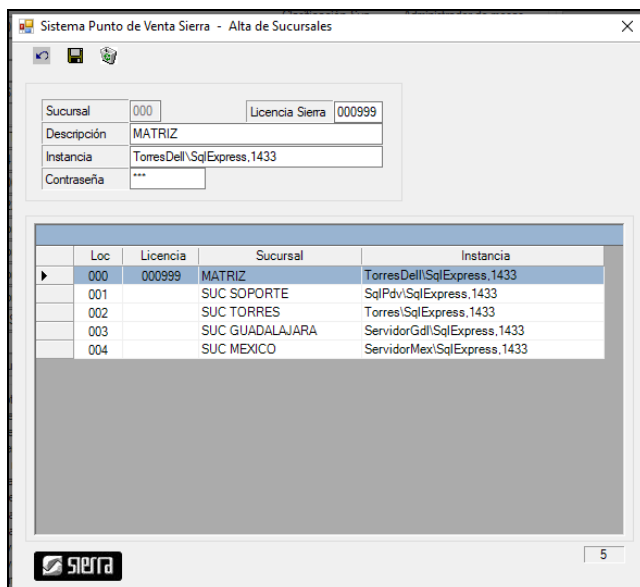 Sistema Punto de Venta Sierra - Alta de Sucursales
Sucursal 000 Licencia Sierra 000999
Descripción MATRIZ
Instancia TorresDell\SqlExpress,1433
Contraseña ***
Loc Licencia Sucursal Instancia
000 000999 MATRIZ TorresDell\SqlExpress,1433
001 SUC SOPORTE SqlPdv\SqlExpress,1433
002 SUC TORRES Torres\SqlExpress,1433
003 SUC GUADALAJARA ServidorGdl\SqlExpress,1433
004 SUC MEXICO ServidorMex\SqlExpress,1433
5
sierra